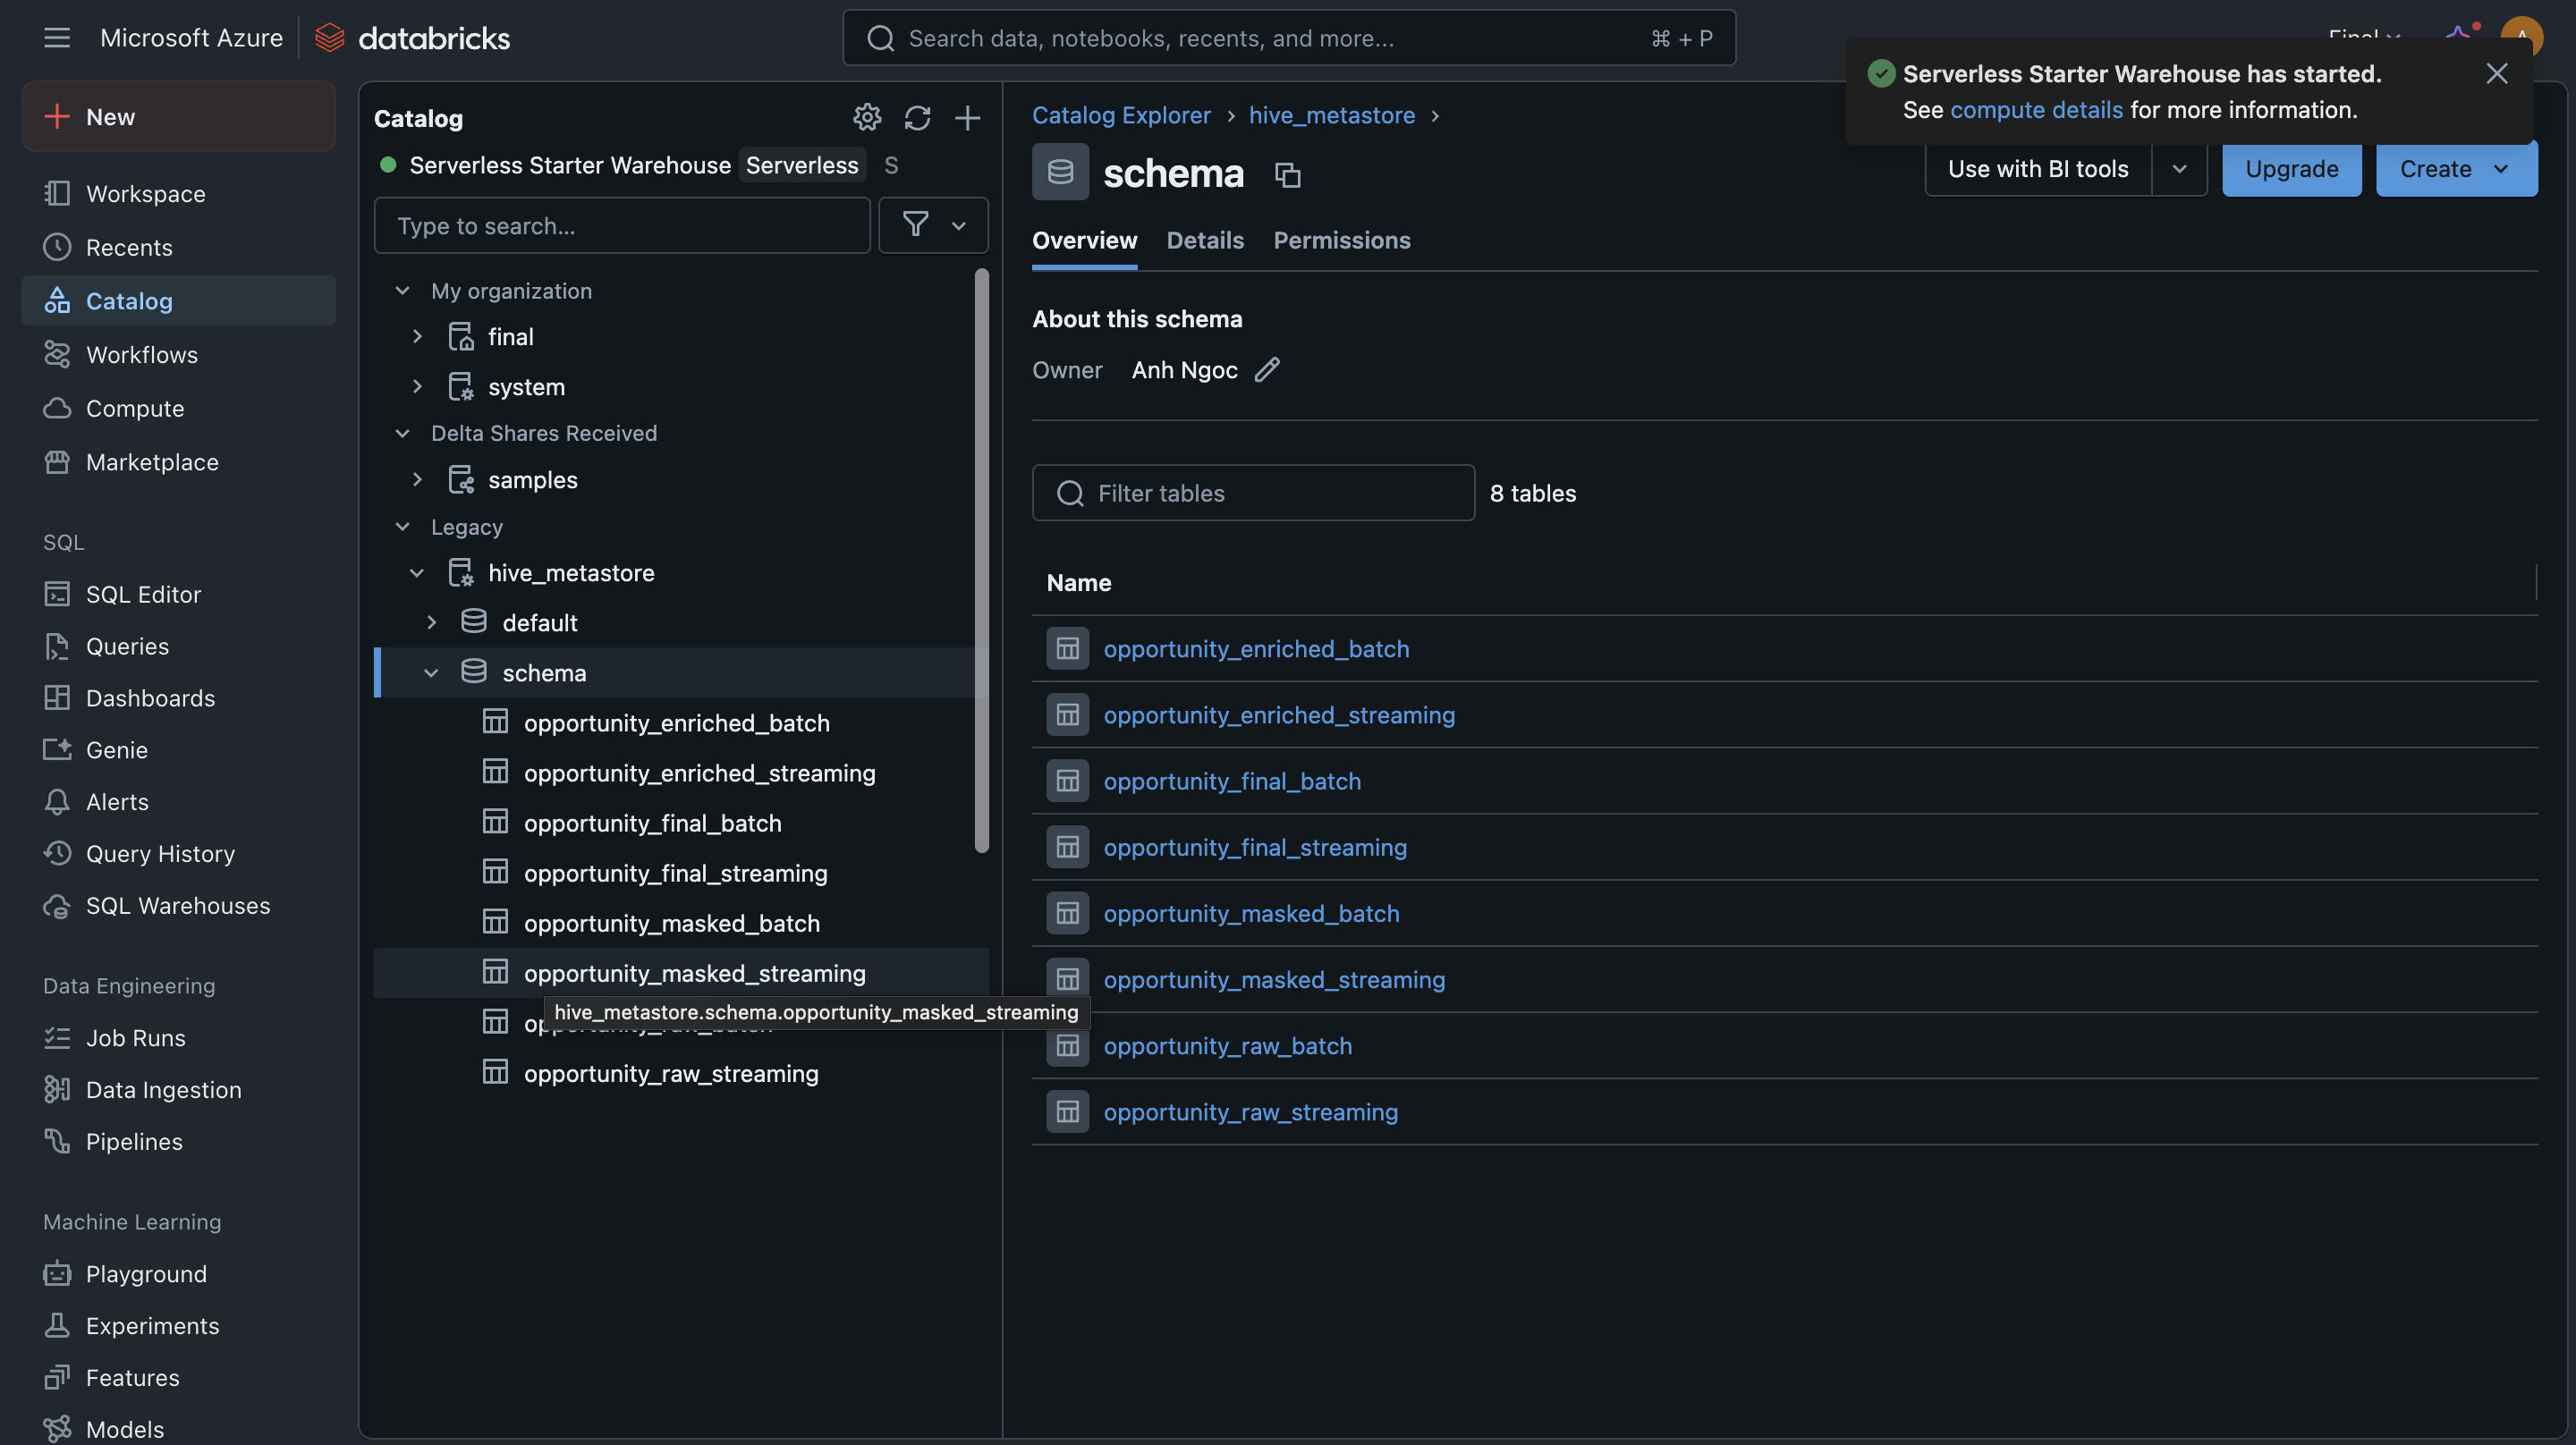 Microsoft Azure databricks
Search data, notebooks, recents, and more... ⌘ + P
Serverless Starter Warehouse has started.
See compute details for more information.
New
Workspace
Recents
Catalog
Workflows
Compute
Marketplace
SQL
SQL Editor
Queries
Dashboards
Genie
Alerts
Query History
SQL Warehouses
Data Engineering
Job Runs
Data Ingestion
Pipelines
Machine Learning
Playground
Experiments
Features
Models
Catalog
Serverless Starter Warehouse Serverless S
Type to search...
My organization
final
system
Delta Shares Received
samples
Legacy
hive_metastore
default
schema
opportunity_enriched_batch
opportunity_enriched_streaming
opportunity_final_batch
opportunity_final_streaming
opportunity_masked_batch
opportunity_masked_streaming
hive_metastore.schema.opportunity_masked_streaming
opportunity_raw_streaming
Catalog Explorer > hive_metastore >
schema
Use with BI tools
Upgrade
Create
Overview Details Permissions
About this schema
Owner Anh Ngoc
Filter tables 8 tables
Name
opportunity_enriched_batch
opportunity_enriched_streaming
opportunity_final_batch
opportunity_final_streaming
opportunity_masked_batch
opportunity_masked_streaming
opportunity_raw_batch
opportunity_raw_streaming